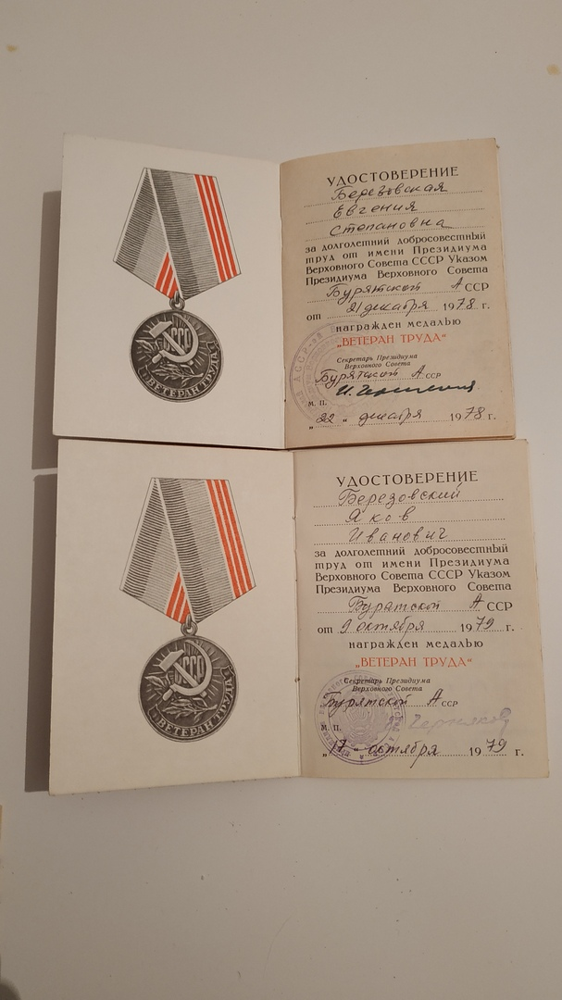 СССР
ВЕТЕРАН ТРУДА
УДОСТОВЕРЕНИЕ
Березовская
Евгения
Степановна
за долголетний добросовестный
труд от имени Президиума
Верховного Совета СССР Указом
Президиума Верховного Совета
Бурятской АССР
от 21 декабря 1978 г.
награжден медалью
„ВЕТЕРАН ТРУДА“
Секретарь Президиума
Верховного Совета
Бурятской АССР
М. П.
„22“ декабря 1978 г.
СССР
ВЕТЕРАН ТРУДА
УДОСТОВЕРЕНИЕ
Березовский
Яков
Иванович
за долголетний добросовестный
труд от имени Президиума
Верховного Совета СССР Указом
Президиума Верховного Совета
Бурятской АССР
от 9 октября 1979 г.
награжден медалью
„ВЕТЕРАН ТРУДА“
Секретарь Президиума
Верховного Совета
Бурятской АССР
М. П.
„17“ октября 1979 г.